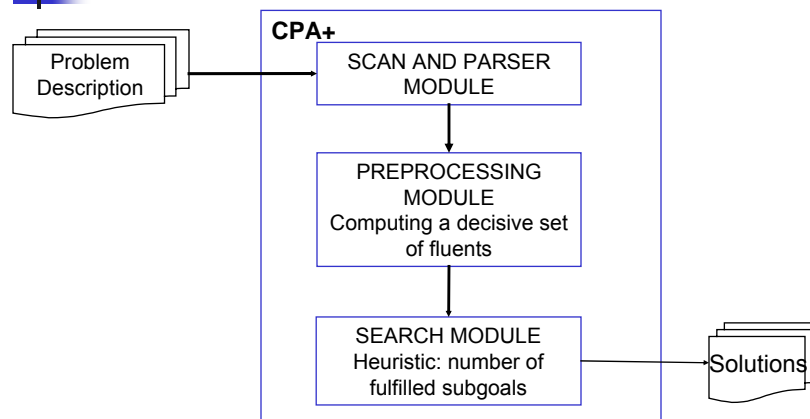 CPA+
Problem
Description
SCAN AND PARSER
MODULE
PREPROCESSING
MODULE
Computing a decisive set
of fluents
SEARCH MODULE
Heuristic: number of
fulfilled subgoals
Solutions